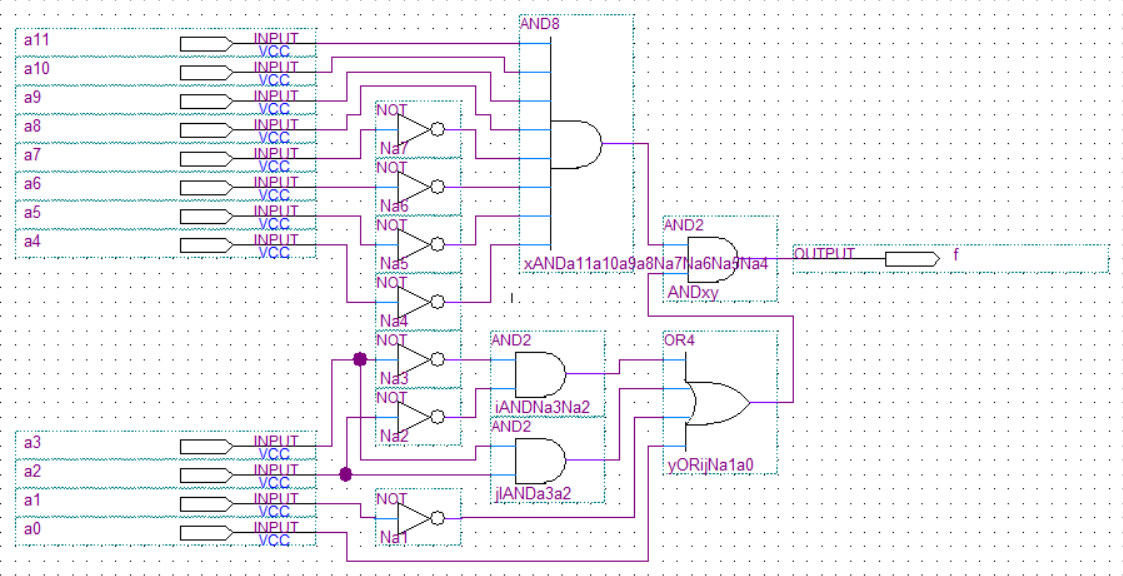 AND8
a11 INPUT
VCC
a10 INPUT
VCC
a9 INPUT
VCC
a8 INPUT
VCC
NOT
Na7
a7 INPUT
VCC
NOT
Na6
a6 INPUT
VCC
NOT
Na5
a5 INPUT
VCC
a4 INPUT
VCC
xANDa11a10a9a8Na7Na6Na5Na4
AND2
ANDxy
OUTPUT f
NOT
Na4
NOT
Na3
NOT
Na2
AND2
iANDNa3Na2
AND2
jIANDa3a2
OR4
yORijNa1a0
a3 INPUT
VCC
a2 INPUT
VCC
a1 INPUT
VCC
a0 INPUT
VCC
NOT
Na1